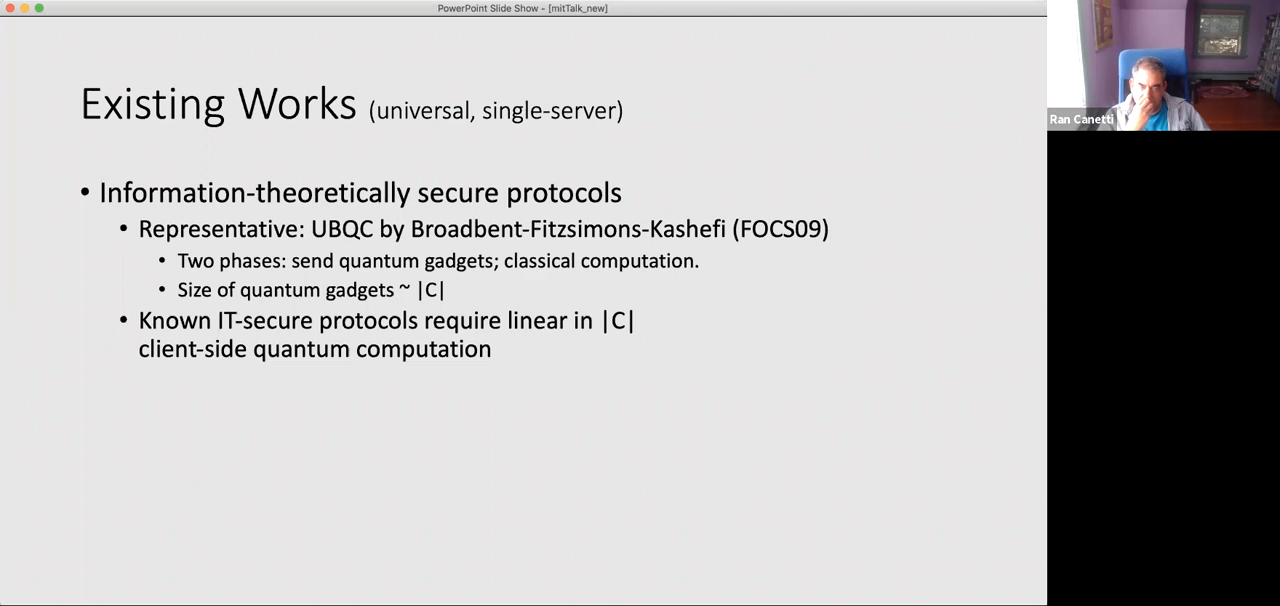 PowerPoint Slide Show - [mitTalk_new]
Existing Works (universal, single-server)
• Information-theoretically secure protocols
• Representative: UBQC by Broadbent-Fitzsimons-Kashefi (FOCS09)
• Two phases: send quantum gadgets; classical computation.
• Size of quantum gadgets ~ |C|
• Known IT-secure protocols require linear in |C|
client-side quantum computation
Ran Canetti